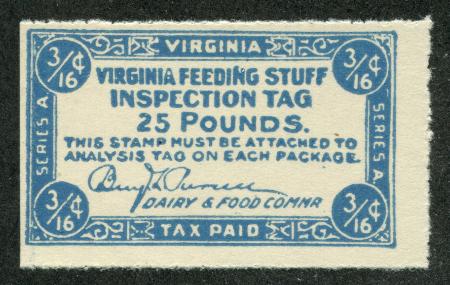 VIRGINIA
3/16¢ 3/16¢
VIRGINIA FEEDING STUFF
INSPECTION TAG
25 POUNDS.
THIS STAMP MUST BE ATTACHED TO
ANALYSIS TAG ON EACH PACKAGE.
SERIES A. SERIES A.
DAIRY & FOOD COMMR
3/16¢ 3/16¢
TAX PAID